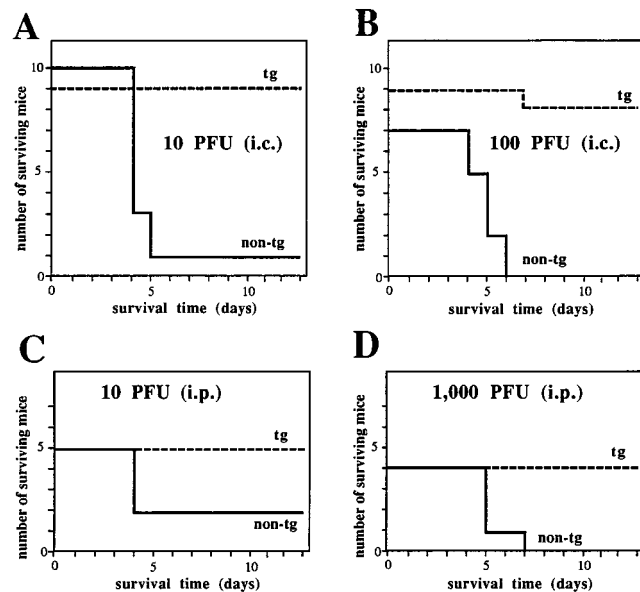 A
number of surviving mice
10
5
0
tg
10 PFU (i.c.)
non-tg
0 5 10
survival time (days)
B
number of surviving mice
10
5
0
tg
100 PFU (i.c.)
non-tg
0 5 10
survival time (days)
C
number of surviving mice
5
0
10 PFU (i.p.)
tg
non-tg
0 5 10
survival time (days)
D
number of surviving mice
5
0
1,000 PFU (i.p.)
tg
non-tg
0 5 10
survival time (days)